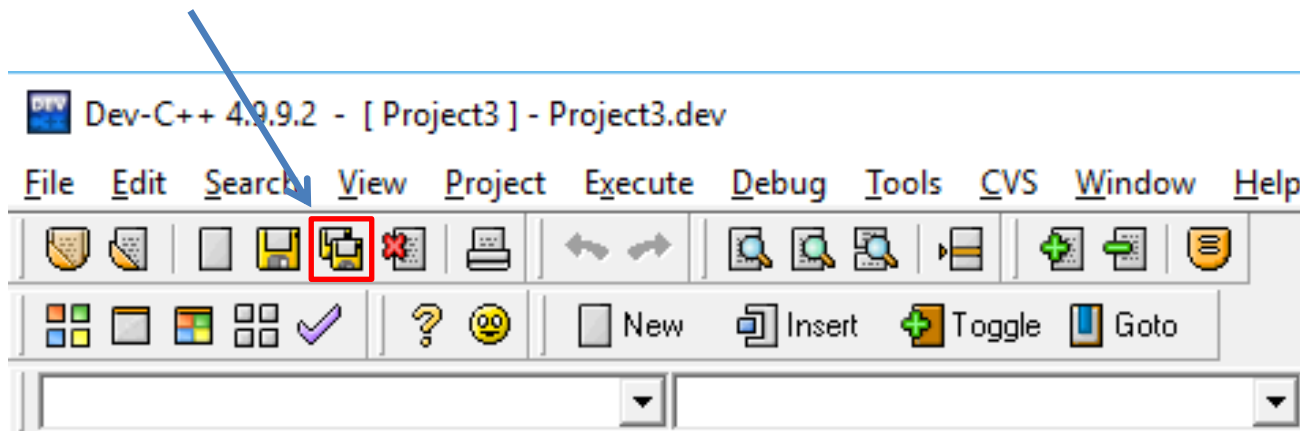 DEV Dev-C++ 4.9.9.2 - [ Project3 ] - Project3.dev
File Edit Search View Project Execute Debug Tools CVS Window Help
New Insert Toggle Goto